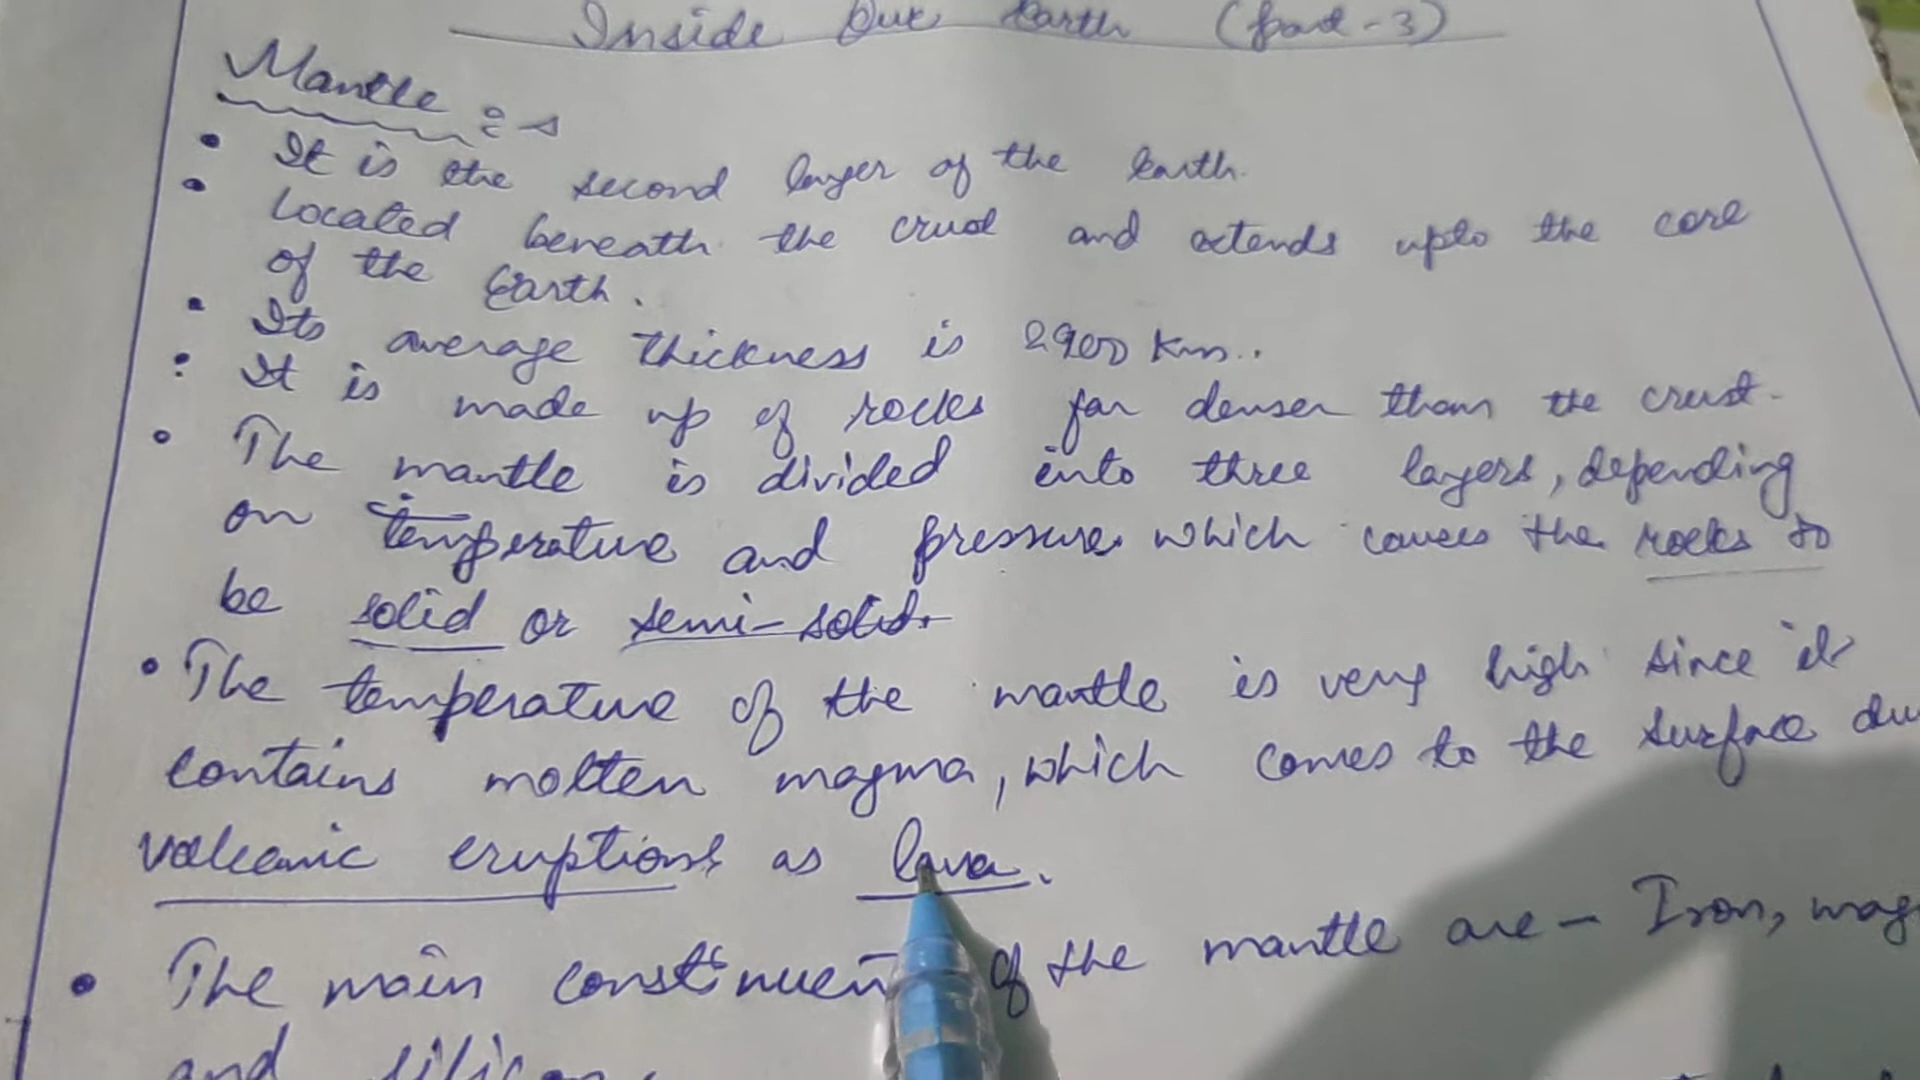 Inside Our Earth (Part-3)
Mantle :-
• It is the second layer of the Earth.
• Located beneath the crust and extends upto the core
of the Earth.
• Its average thickness is 2900 Km..
• It is made up of rocks far denser than the crust.
• The mantle is divided into three layers, depending
on temperature and pressure which causes the rocks to
be solid or semi-solid.
• The temperature of the mantle is very high since it
contains molten magma, which comes to the surface
volcanic eruptions as lava.
• The main of the mantle are - Iron,
and silicon.